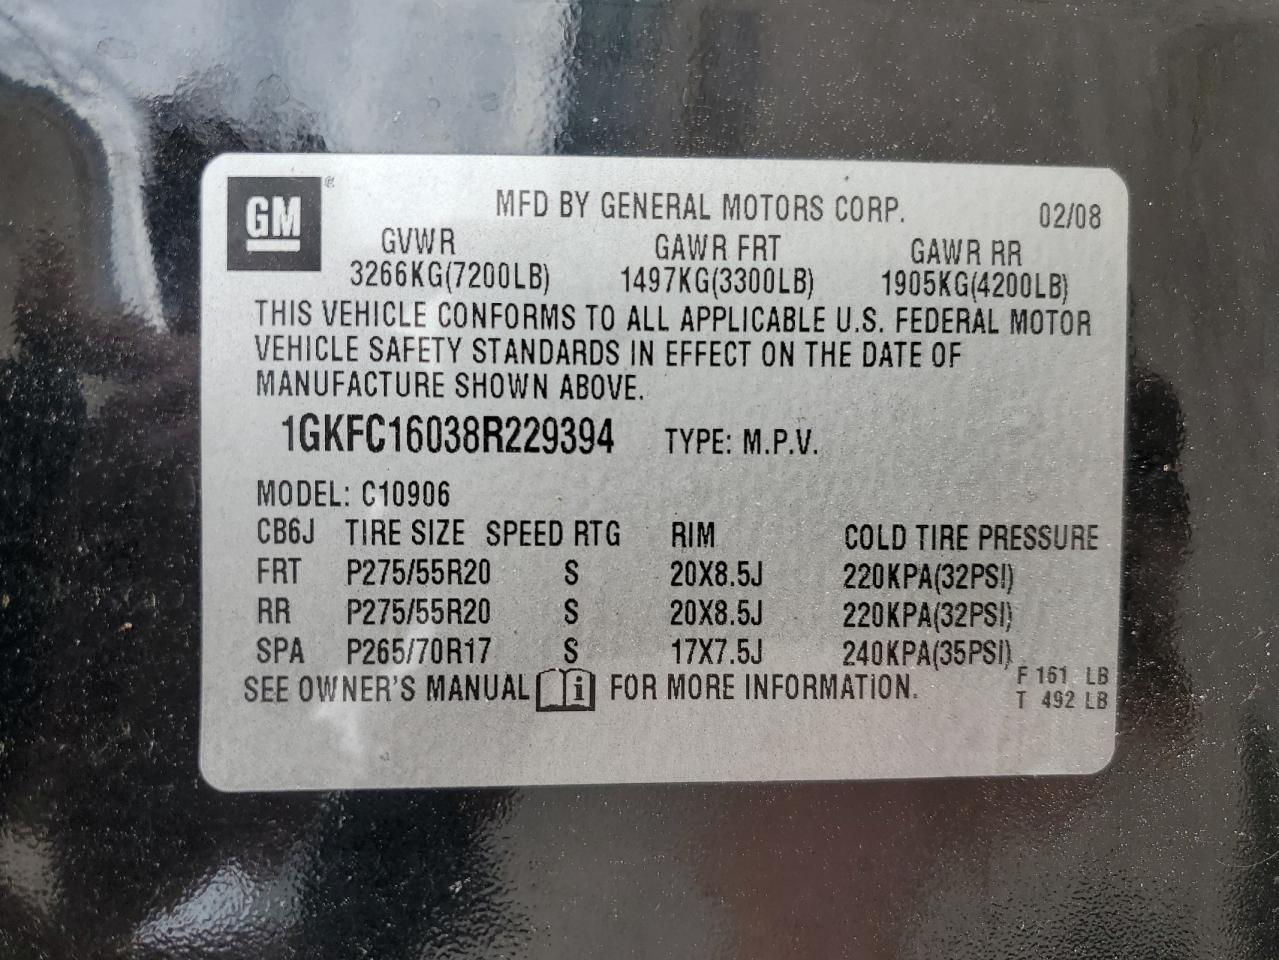 GM ®
MFD BY GENERAL MOTORS CORP. 02/08
GVWR GAWR FRT GAWR RR
3266KG(7200LB) 1497KG(3300LB) 1905KG(4200LB)
THIS VEHICLE CONFORMS TO ALL APPLICABLE U.S. FEDERAL MOTOR
VEHICLE SAFETY STANDARDS IN EFFECT ON THE DATE OF
MANUFACTURE SHOWN ABOVE.
1GKFC16038R229394 TYPE: M.P.V.
MODEL: C10906
CB6J TIRE SIZE SPEED RTG RIM COLD TIRE PRESSURE
FRT P275/55R20 S 20X8.5J 220KPA(32PSI)
RR P275/55R20 S 20X8.5J 220KPA(32PSI)
SPA P265/70R17 S 17X7.5J 240KPA(35PSI)
SEE OWNER'S MANUAL i FOR MORE INFORMATION.
F 161 LB
T 492 LB